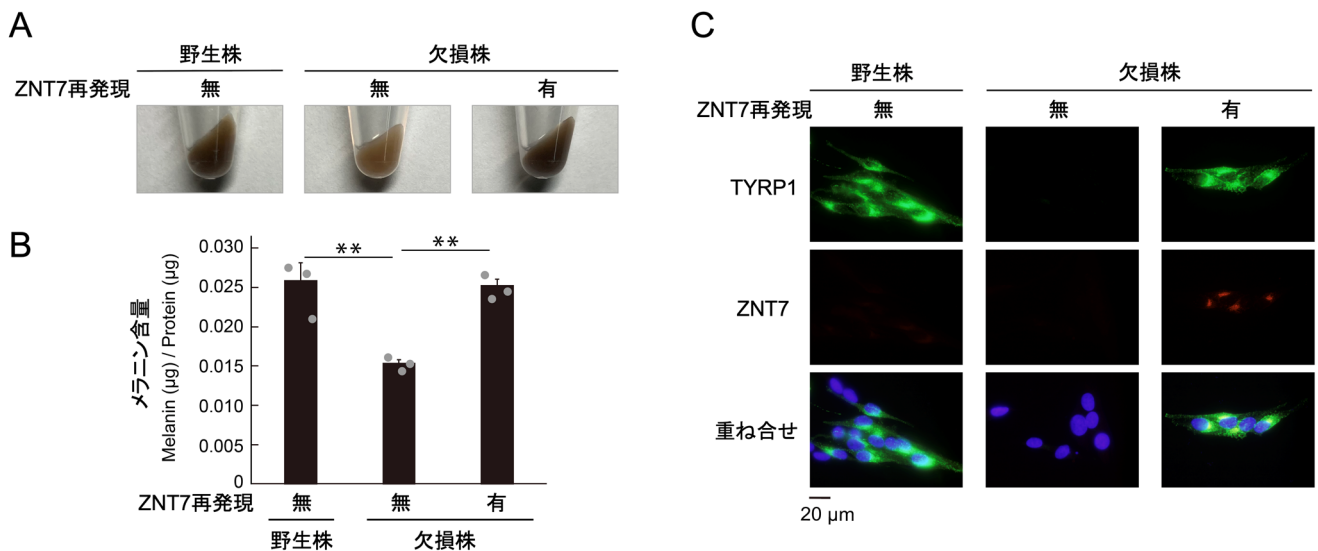 A
野生株 欠損株
ZNT7再発現 無 無 有
B
メラニン含量
Melanin (μg) / Protein (μg)
0.030
0.025
0.020
0.015
0.010
0.005
0
** **
ZNT7再発現 無 無 有
野生株 欠損株
C
野生株 欠損株
ZNT7再発現 無 無 有
TYRP1
ZNT7
重ね合せ
20 μm